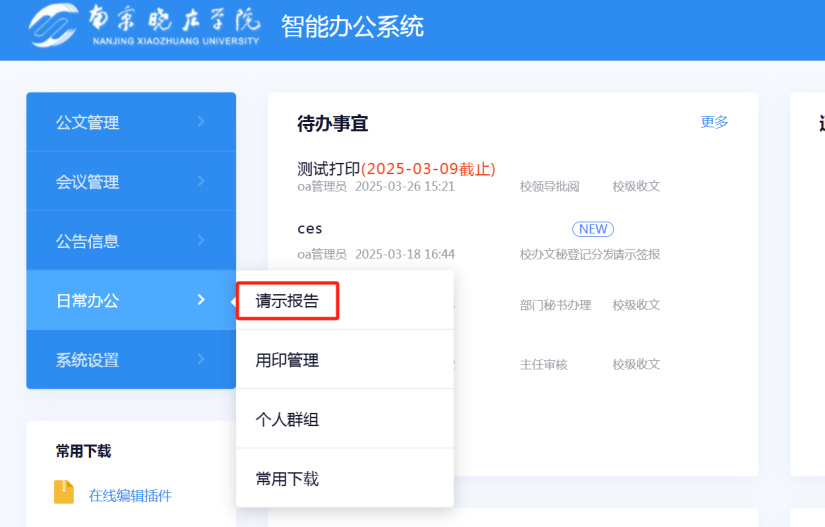 南京晓庄学院
NANJING XIAOZHUANG UNIVERSITY
智能办公系统
公文管理
会议管理
公告信息
日常办公
系统设置
请示报告
用印管理
个人群组
常用下载
常用下载
在线编辑插件
待办事宜
更多
测试打印(2025-03-09截止)
oa管理员 2025-03-26 15:21 校领导批阅 校级收文
ces NEW
oa管理员 2025-03-18 16:44 校办文秘登记分发请示签报
部门秘书办理 校级收文
主任审核 校级收文